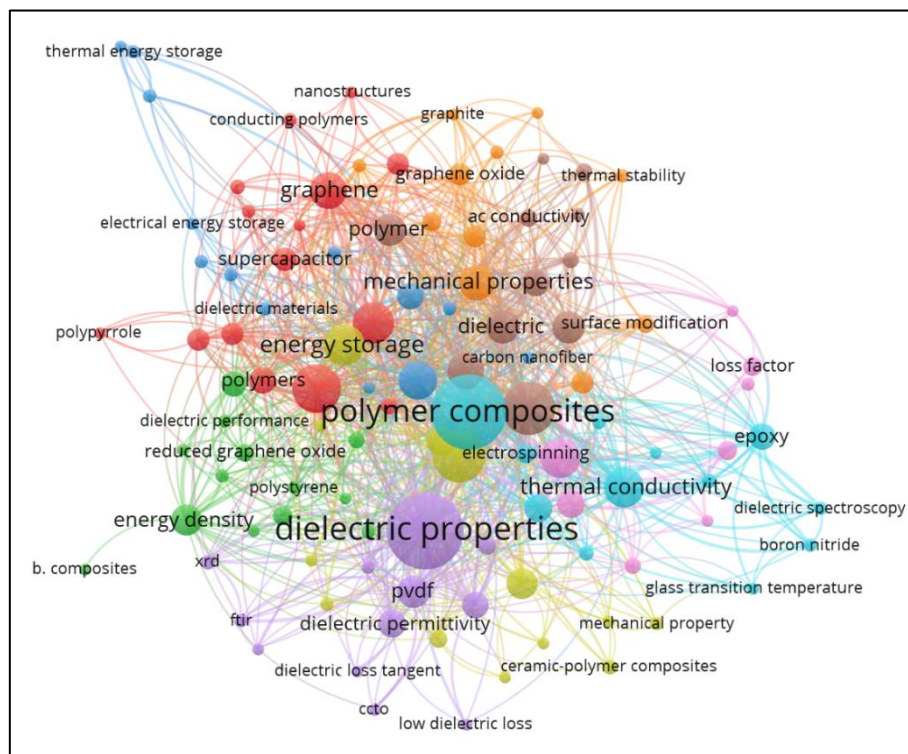 thermal energy storage
nanostructures
conducting polymers
graphite
graphene oxide
thermal stability
graphene
electrical energy storage
polymer
ac conductivity
supercapacitor
mechanical properties
dielectric materials
polypyrrole
energy storage
dielectric
surface modification
carbon nanofiber
loss factor
polymers
polymer composites
dielectric performance
epoxy
reduced graphene oxide
electrospinning
polystyrene
thermal conductivity
energy density
dielectric properties
dielectric spectroscopy
boron nitride
b. composites
xrd
pvdf
glass transition temperature
ftir
dielectric permittivity
mechanical property
dielectric loss tangent
ceramic-polymer composites
ccto
low dielectric loss